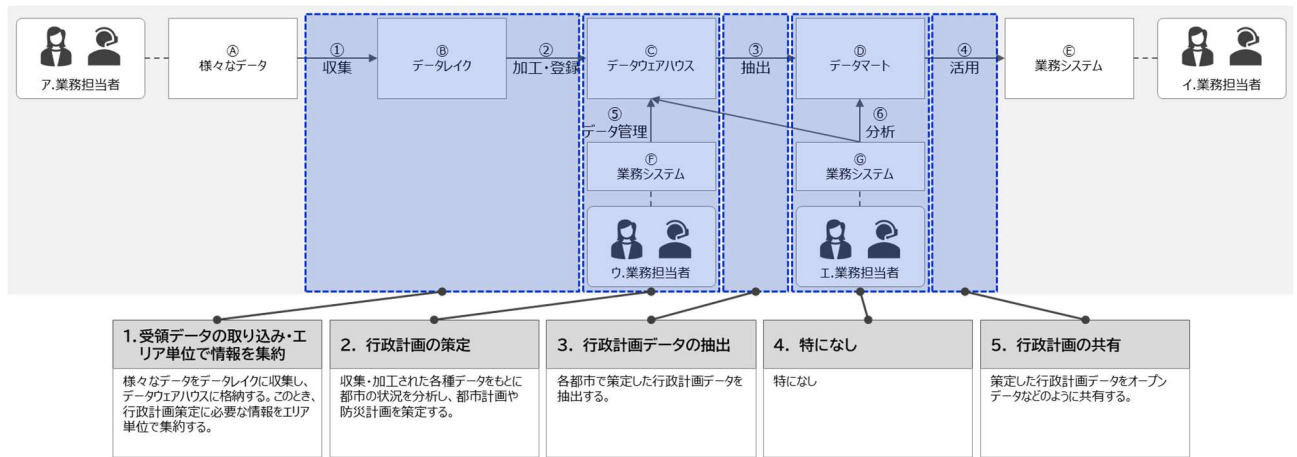 ア.業務担当者
Ⓐ
様々なデータ
①
収集
Ⓑ
データレイク
②
加工・登録
Ⓒ
データウェアハウス
③
抽出
Ⓓ
データマート
④
活用
Ⓔ
業務システム
イ.業務担当者
⑤
データ管理
⑥
分析
Ⓕ
業務システム
Ⓖ
業務システム
ウ.業務担当者
エ.業務担当者
1.受領データの取り込み・エ
リア単位で情報を集約
様々なデータをデータレイクに収集し、
データウェアハウスに格納する。このとき、
行政計画策定に必要な情報をエリア
単位で集約する。
2. 行政計画の策定
収集・加工された各種データをもとに
都市の状況を分析し、都市計画や
防災計画を策定する。
3. 行政計画データの抽出
各都市で策定した行政計画データを
抽出する。
4. 特になし
特になし
5. 行政計画の共有
策定した行政計画データをオープン
データなどのように共有する。